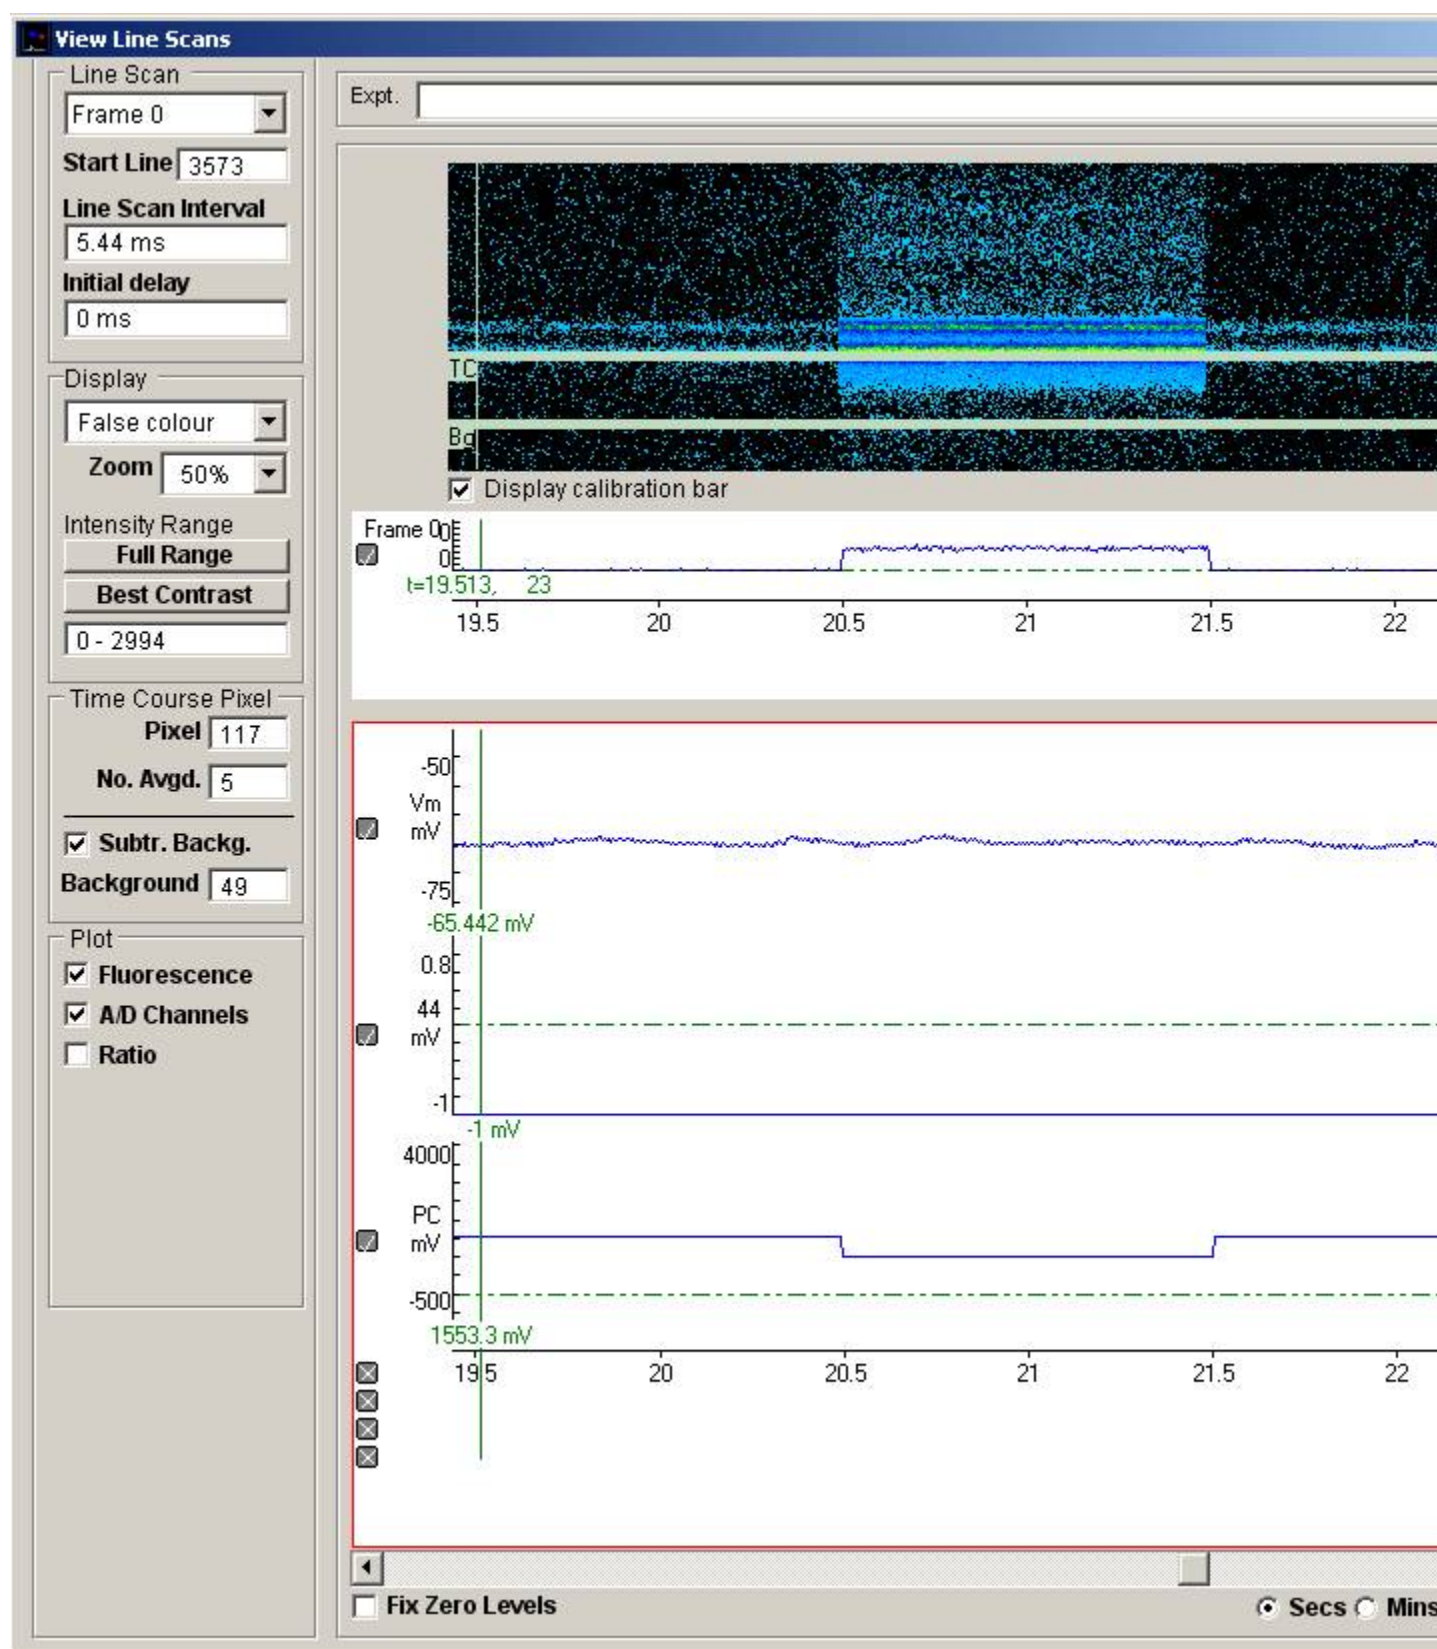 View Line Scans
Line Scan
Frame 0
Start Line 3573
Line Scan Interval
5.44 ms
Initial delay
0 ms
Display
False colour
Zoom 50%
Intensity Range
Full Range
Best Contrast
0 - 2994
Time Course Pixel
Pixel 117
No. Avgd. 5
Subtr. Backg.
Background 49
Plot
Fluorescence
A/D Channels
Ratio
Expt.
TC
Bg
Display calibration bar
Frame 0
0
t=19.513, 23
19.5 20 20.5 21 21.5 22
-50
Vm
mV
-75
-65.442 mV
0.8
44
mV
-1
-1 mV
4000
PC
mV
-500
1553.3 mV
19.5 20 20.5 21 21.5 22
Fix Zero Levels
Secs Mins